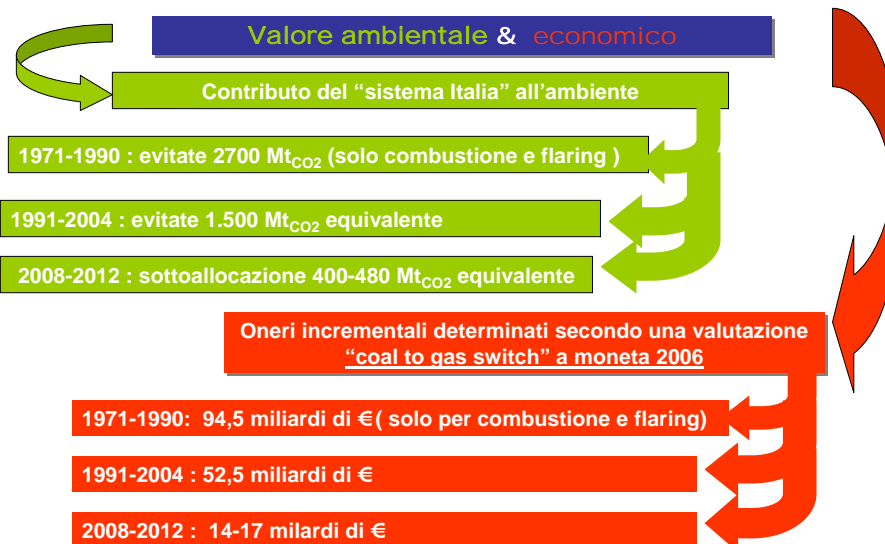 Valore ambientale & economico
Contributo del “sistema Italia” all’ambiente
1971-1990 : evitate 2700 Mt_CO2 (solo combustione e flaring )
1991-2004 : evitate 1.500 Mt_CO2 equivalente
2008-2012 : sottoallocazione 400-480 Mt_CO2 equivalente
Oneri incrementali determinati secondo una valutazione
“coal to gas switch” a moneta 2006
1971-1990: 94,5 miliardi di €( solo per combustione e flaring)
1991-2004 : 52,5 miliardi di €
2008-2012 : 14-17 milardi di €